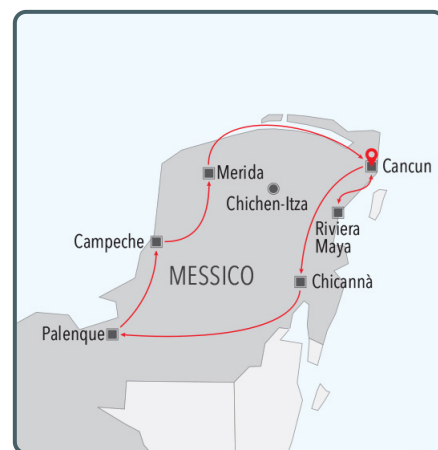 Merida
Cancun
Chichen-Itza
Riviera
Maya
Campeche
MESSICO
Chicannà
Palenque